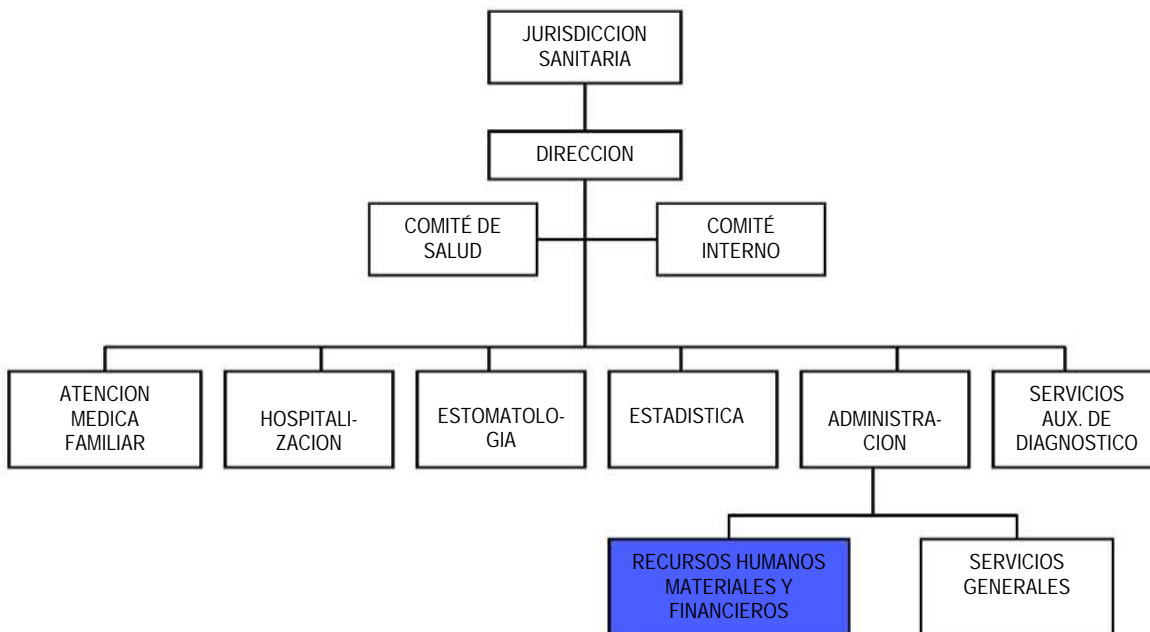 JURISDICCION
SANITARIA
DIRECCION
COMITÉ DE
SALUD
COMITÉ
INTERNO
ATENCION
MEDICA
FAMILIAR
HOSPITALI-
ZACION
ESTOMATOLO-
GIA
ESTADISTICA
ADMINISTRA-
CION
SERVICIOS
AUX. DE
DIAGNOSTICO
RECURSOS HUMANOS
MATERIALES Y
FINANCIEROS
SERVICIOS
GENERALES